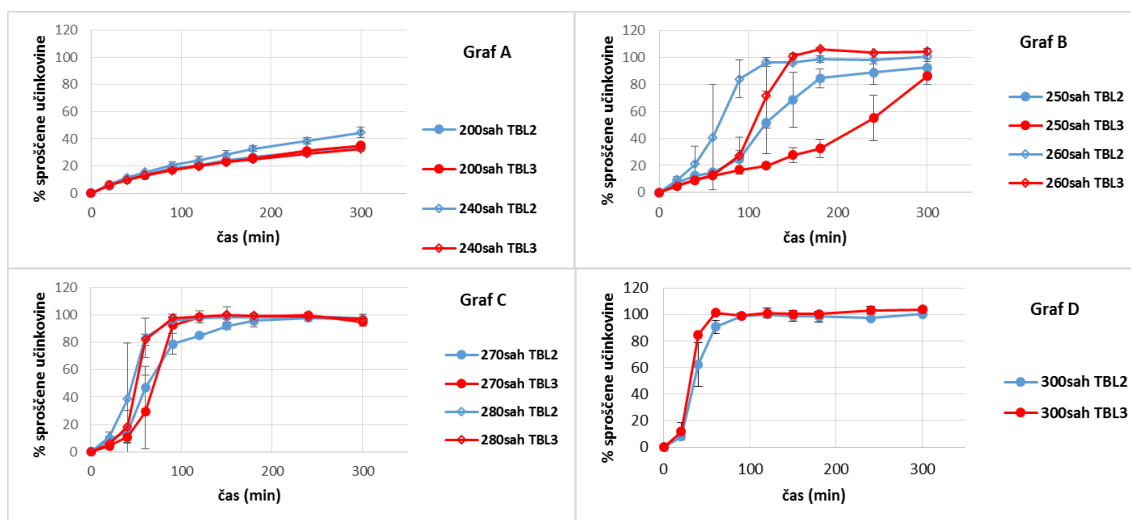 Graf A
% sproščene učinkovine
120
100
80
60
40
20
0
0 100 200 300
čas (min)
200sah TBL2
200sah TBL3
240sah TBL2
240sah TBL3
Graf B
% sproščene učinkovine
120
100
80
60
40
20
0
0 100 200 300
čas (min)
250sah TBL2
250sah TBL3
260sah TBL2
260sah TBL3
Graf C
% sproščene učinkovine
120
100
80
60
40
20
0
0 100 200 300
čas (min)
270sah TBL2
270sah TBL3
280sah TBL2
280sah TBL3
Graf D
% sproščene učinkovine
120
100
80
60
40
20
0
0 100 200 300
čas (min)
300sah TBL2
300sah TBL3